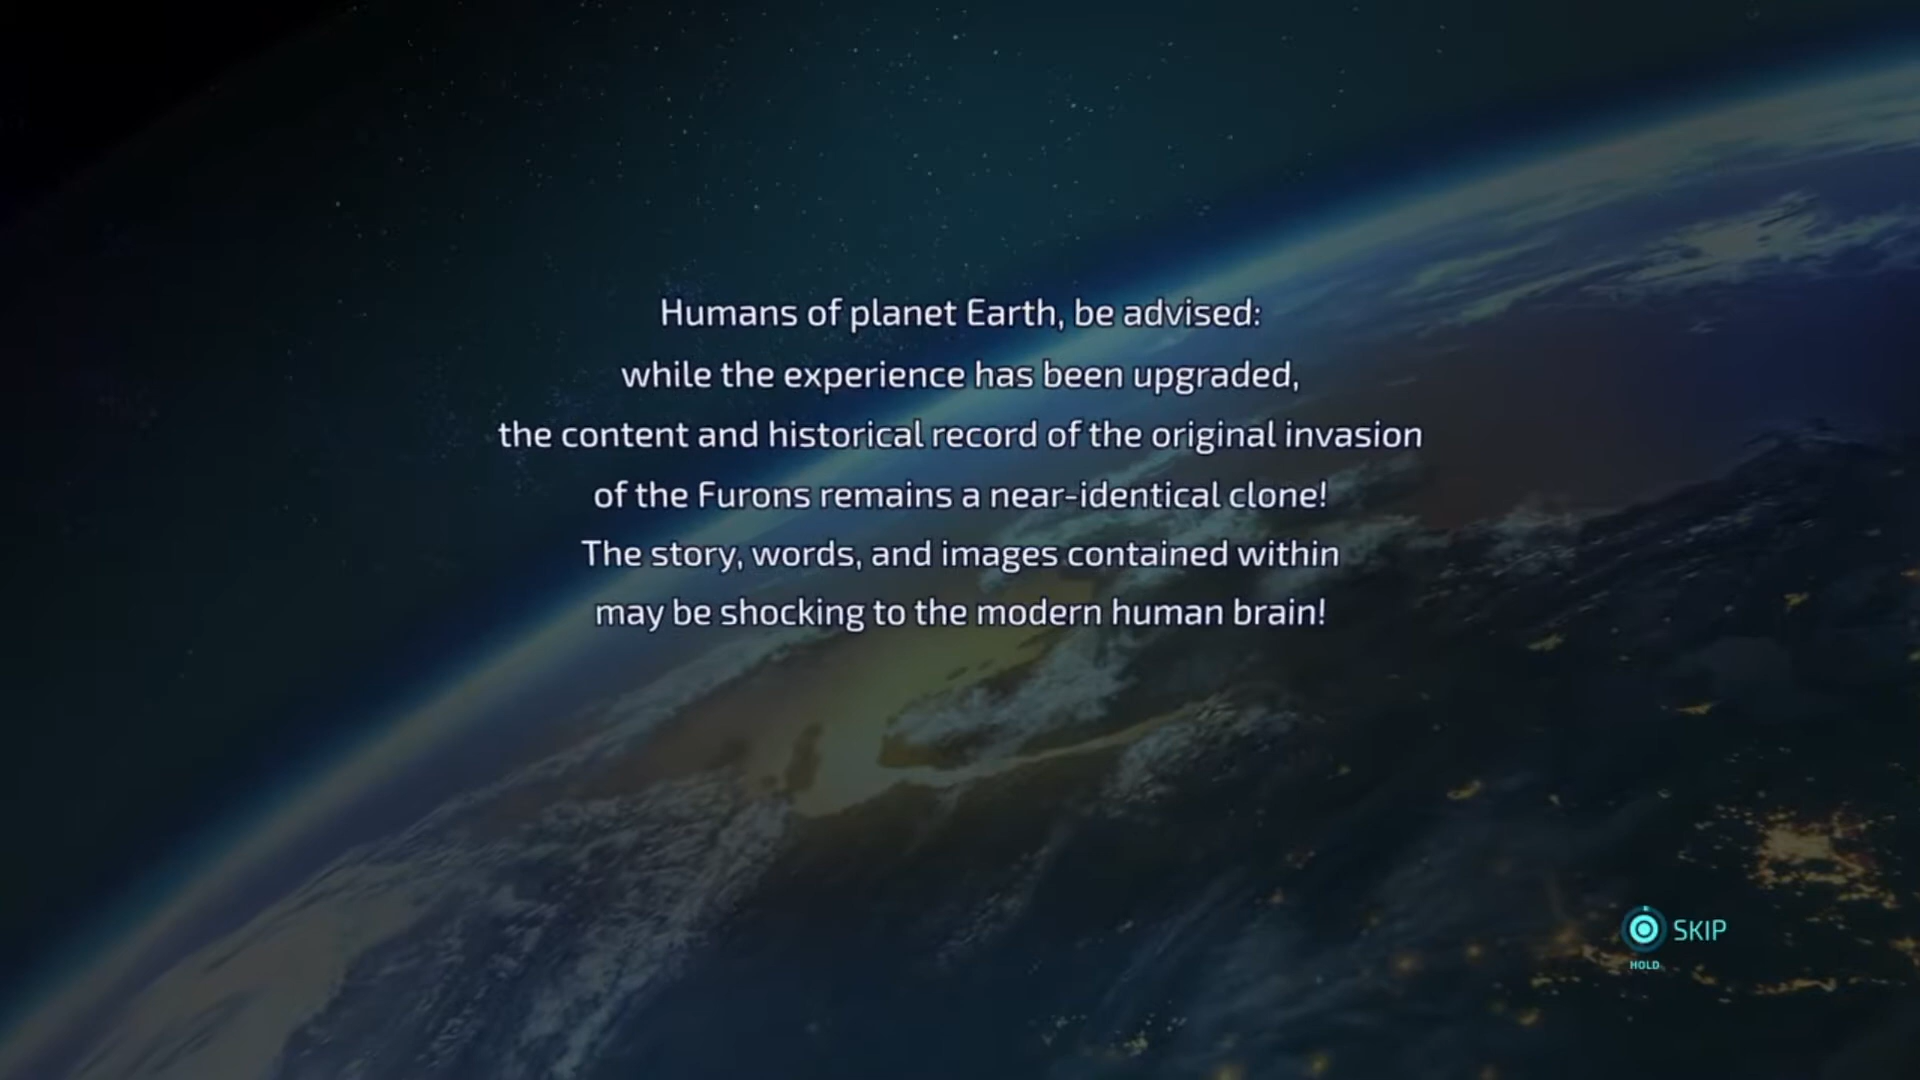 Humans of planet Earth, be advised:
while the experience has been upgraded,
the content and historical record of the original invasion
of the Furons remains a near-identical clone!
The story, words, and images contained within
may be shocking to the modern human brain!
SKIP
HOLD